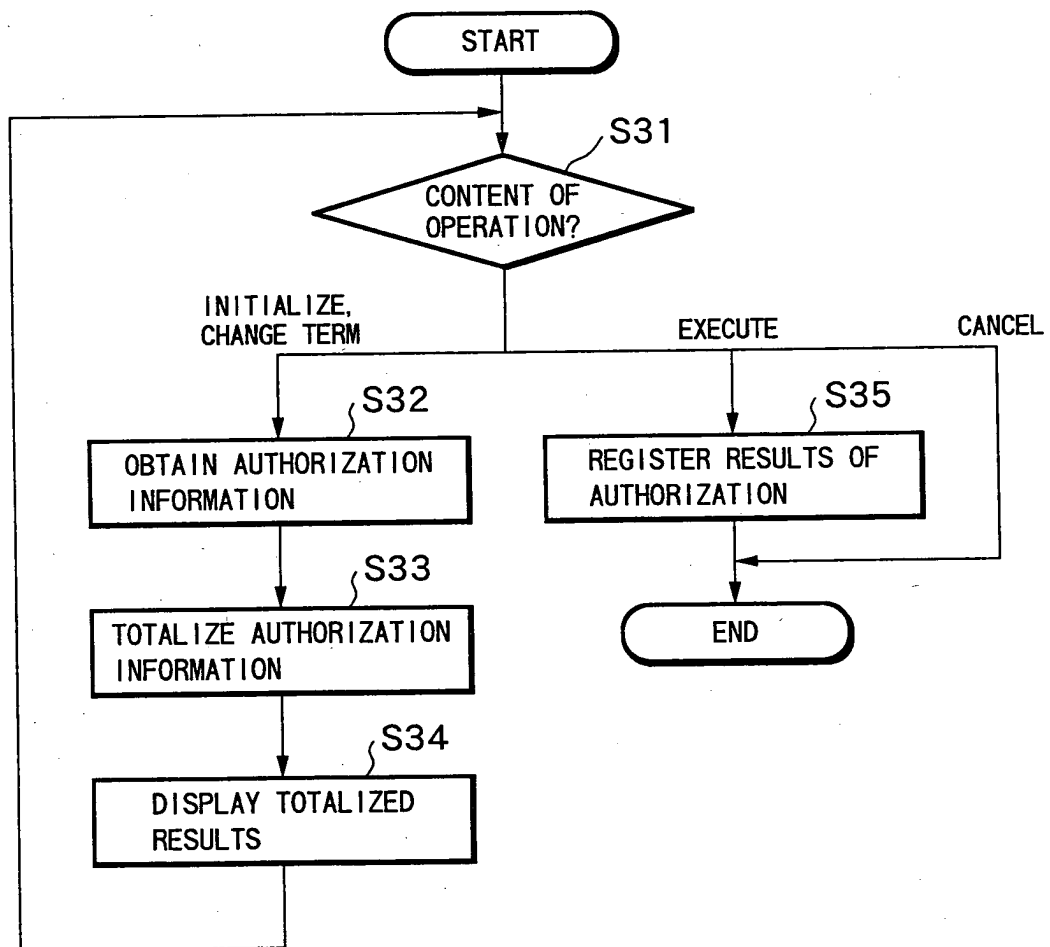 START
S31
CONTENT OF
OPERATION?
INITIALIZE,
CHANGE TERM
EXECUTE
CANCEL
S32
OBTAIN AUTHORIZATION
INFORMATION
S35
REGISTER RESULTS OF
AUTHORIZATION
S33
TOTALIZE AUTHORIZATION
INFORMATION
END
S34
DISPLAY TOTALIZED
RESULTS